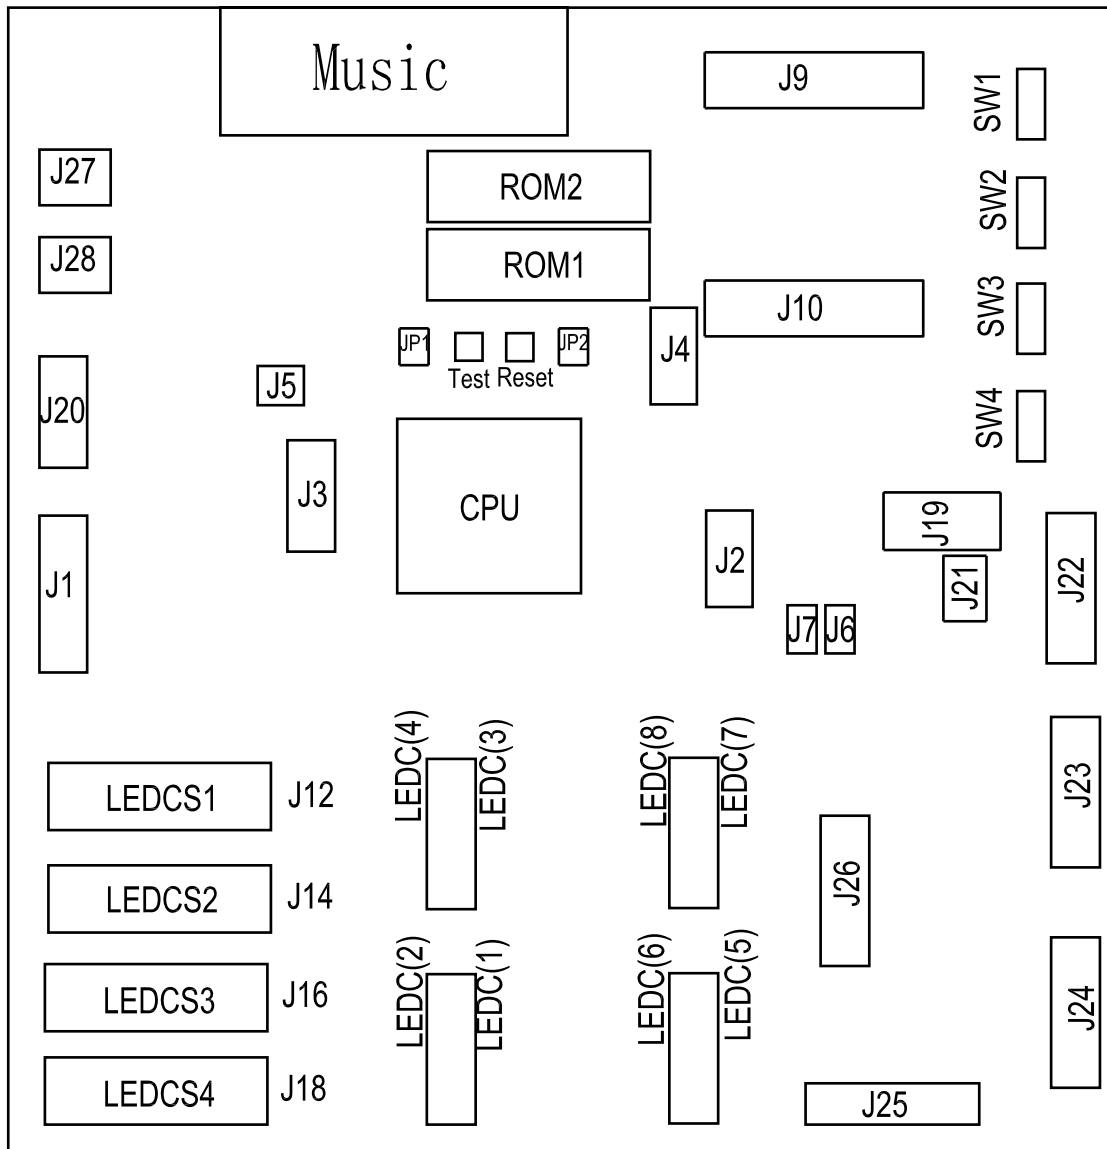 Music
J9
SW1
J27
ROM2
SW2
J28
ROM1
J10
SW3
JP1
JP2
J4
Test Reset
J5
J20
SW4
J3
CPU
J19
J2
J21
J22
J1
J7
J6
LEDC(4)
LEDC(3)
LEDC(8)
LEDC(7)
J23
LEDCS1
J12
J26
LEDCS2
J14
LEDC(2)
LEDC(1)
LEDC(6)
LEDC(5)
LEDCS3
J16
J24
LEDCS4
J18
J25